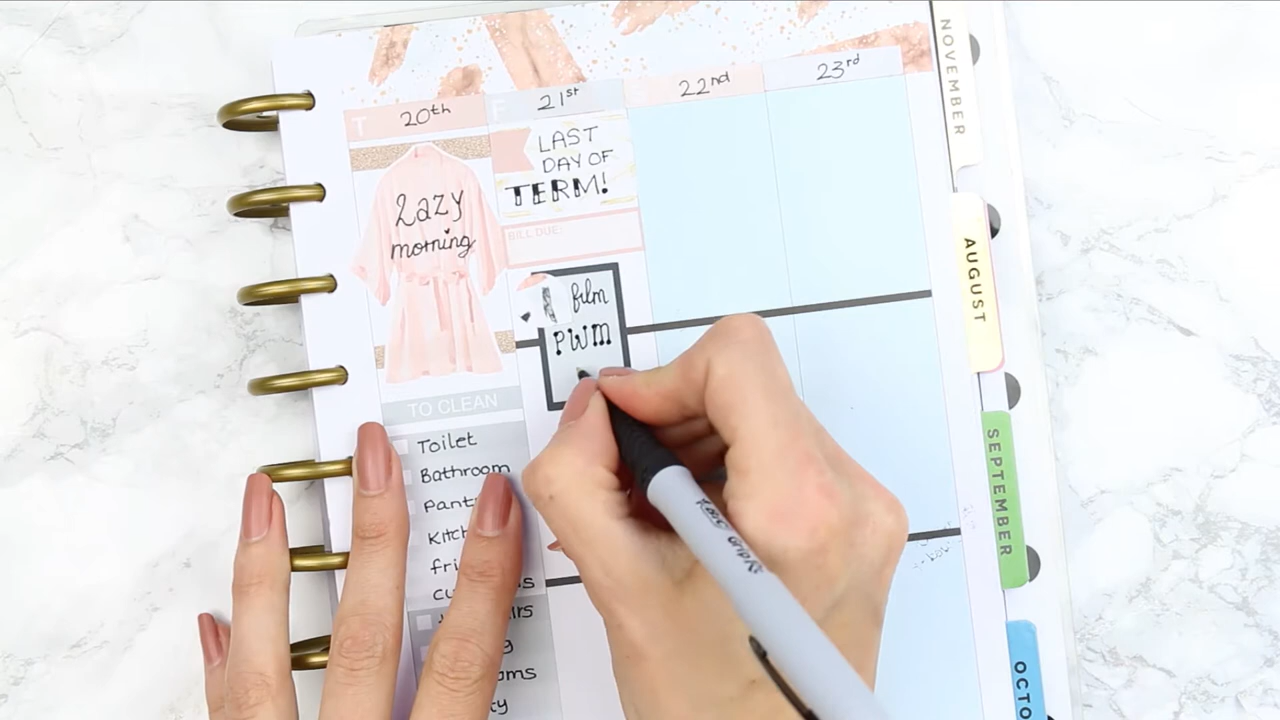 T 20th
21st
22nd
23rd
Lazy
morning
LAST
DAY OF
TERM!
BILL DUE:
film
PWM
TO CLEAN
Toilet
Bathroom
NOVEMBER
AUGUST
SEPTEMBER
OCTO